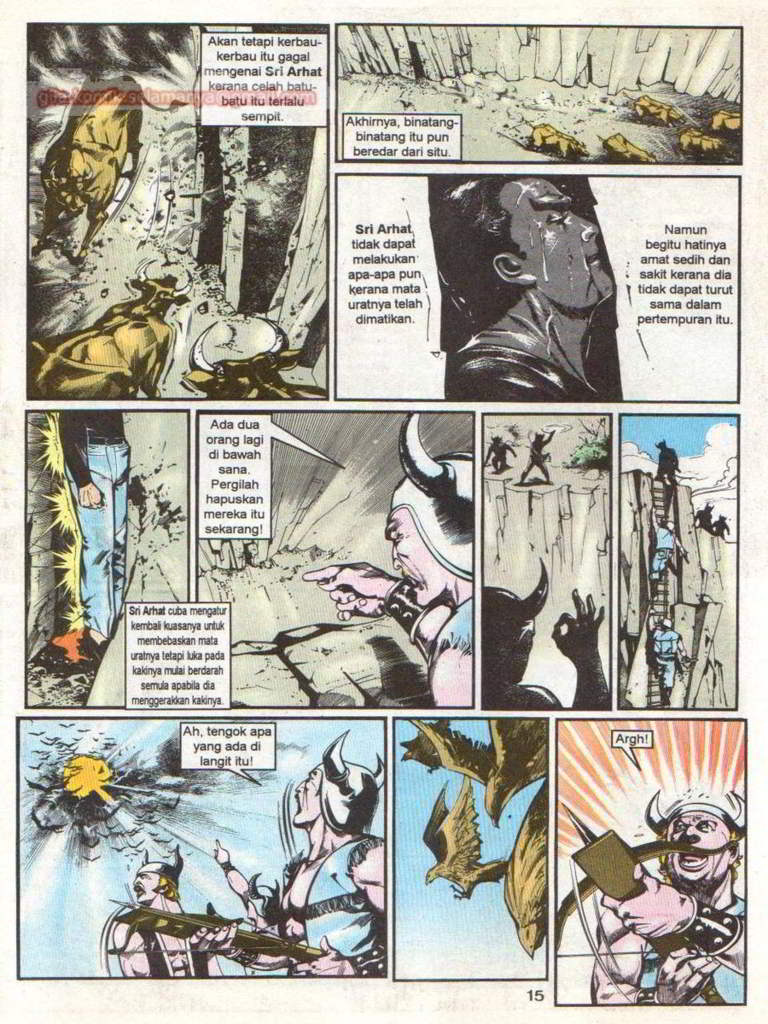 Akan tetapi kerbau-
kerbau itu gagal
mengenai Sri Arhat
kerana celah batu-
batu itu terlalu
sempit.
Akhirnya, binatang-
binatang itu pun
beredar dari situ.
Sri Arhat
tidak dapat
melakukan
apa-apa pun
kerana mata
uratnya telah
dimatikan.
Namun
begitu hatinya
amat sedih dan
sakit kerana dia
tidak dapat turut
sama dalam
pertempuran itu.
Sri Arhat cuba mengatur
kembali kuasanya untuk
membebaskan mata
uratnya tetapi luka pada
kakinya mulai berdarah
semula apabila dia
menggerakkan kakinya.
Ada dua
orang lagi
di bawah
sana.
Pergilah
hapuskan
mereka itu
sekarang!
Ah, tengok apa
yang ada di
langit itu!
Argh!
15